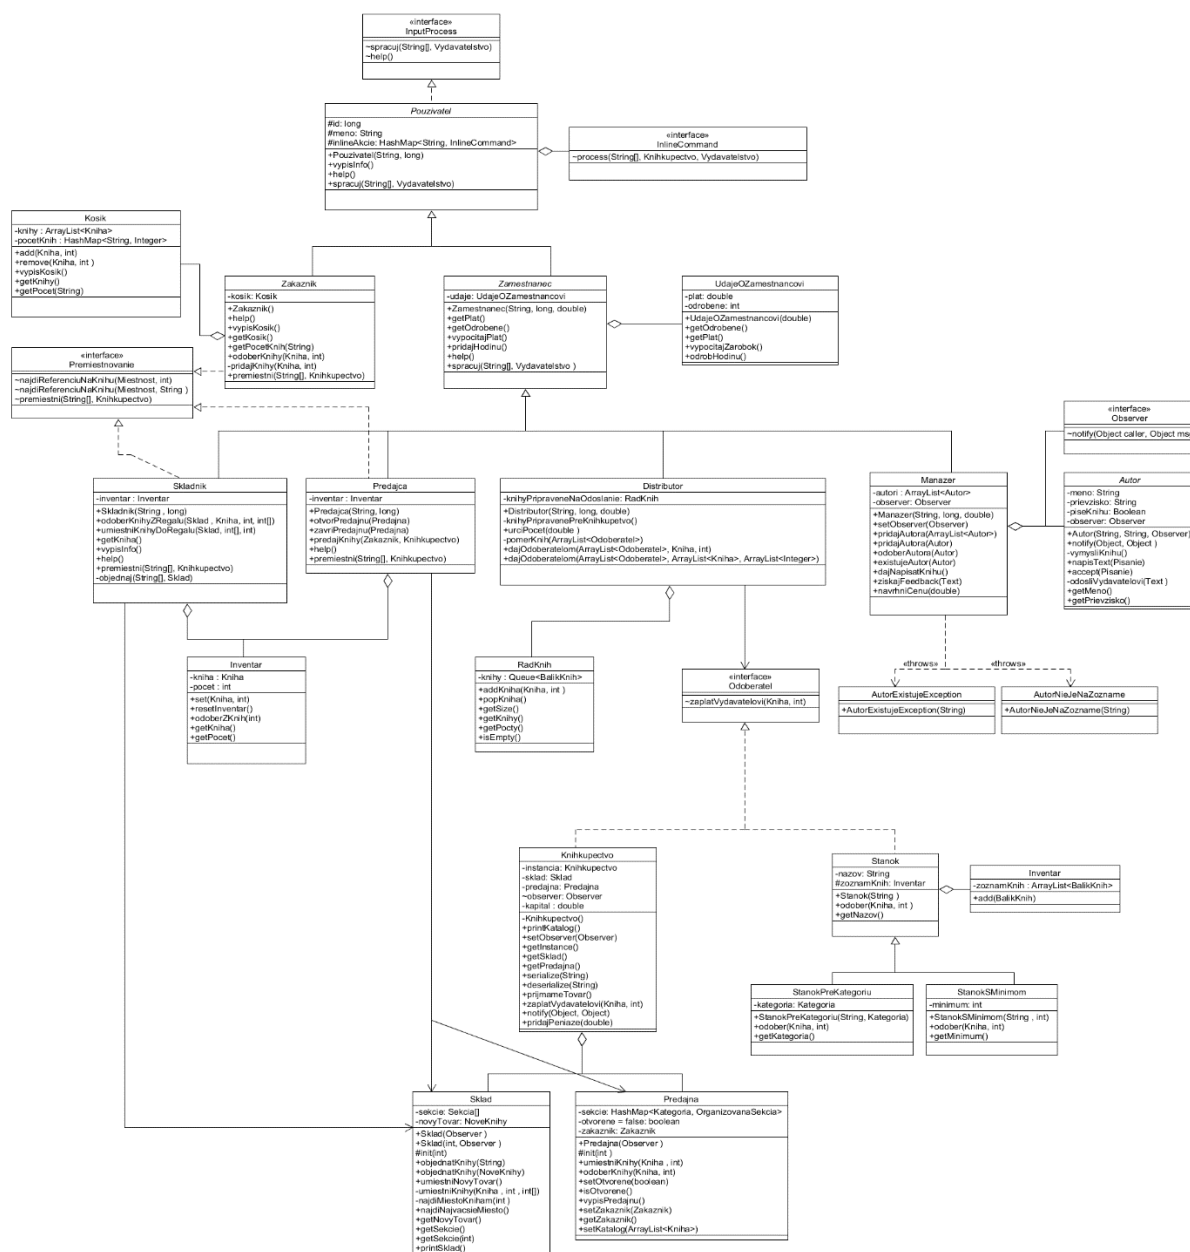 «interface»
InputProcess
~spracuj(String[], Vydavatelstvo)
~help()
Pouzivatel
#id: long
#meno: String
#inlineAkcie: HashMap<String, InlineCommand>
+Pouzivatel(String, long)
+vypisInfo()
+help()
+spracuj(String[], Vydavatelstvo)
«interface»
InlineCommand
~process(String[], Knihkupectvo, Vydavatelstvo)
Kosik
-knihy : ArrayList<Kniha>
-pocetKnih : HashMap<String, Integer>
+add(Kniha, int)
+remove(Kniha, int )
+vypisKosik()
+getKnihy()
+getPocet(String)
Zakaznik
-kosik: Kosik
+Zakaznik()
+help()
+vypisKosik()
+getKosik()
+getPocetKnih(String)
+odoberKnihy(Kniha, int)
-pridajKnihy(Kniha, int)
+premiestni(String[], Knihkupectvo)
Zamestnanec
-udaje: UdajeOZamestnancovi
+Zamestnanec(String, long, double)
+getPlat()
+getOdrobene()
+vypocitajPlat()
+pridajHodinu()
+help()
+spracuj(String[], Vydavatelstvo )
UdajeOZamestnancovi
-plat: double
-odrobene: int
+UdajeOZamestnancovi(double)
+getOdrobene()
+getPlat()
+vypocitajZarobok()
+odrobHodinu()
«interface»
Premiestnovanie
~najdiReferenciuNaKnihu(Miestnost, int)
~najdiReferenciuNaKnihu(Miestnost, String )
~premiestni(String[], Knihkupectvo)
«interface»
Observer
~notify(Object caller, Object ms
Skladnik
-inventar : Inventar
+Skladnik(String , long)
+odoberKnihyZRegalu(Sklad , Kniha, int, int[])
+umiestniKnihyDoRegalu(Sklad, int[], int)
+getKniha()
+vypisInfo()
+help()
+premiestni(String[], Knihkupectvo)
-objednaj(String[], Sklad)
Predajca
-inventar : Inventar
+Predajca(String, long)
+otvorPredajnu(Predajna)
+zavriPredajnu(Predajna)
+predajKnihy(Zakaznik, Knihkupectvo)
+help()
+premiestni(String[], Knihkupectvo)
Distributor
-knihyPripraveneNaOdoslanie: RadKnih
+Distributor(String, long, double)
-knihyPripravenePreKnihkupetvo()
+urciPocet(double )
-pomerKnih(ArrayList<Odoberatel>)
+dajOdoberatelom(ArrayList<Odoberatel>, Kniha, int)
+dajOdoberatelom(ArrayList<Odoberatel>, ArrayList<Kniha>, ArrayList<Integer>)
Manazer
-autori : ArrayList<Autor>
-observer: Observer
+Manazer(String, long, double)
+setObserver(Observer)
+pridajAutora(ArrayList<Autor>)
+pridajAutora(Autor)
+odoberAutora(Autor)
+existujeAutor(Autor)
+dajNapisatKnihu()
+ziskajFeedback(Text)
+navrhniCenu(double)
Autor
-meno: String
-prievzisko: String
-piseKnihu: Boolean
-observer: Observer
+Autor(String, String, Observer)
+notify(Object, Object )
-vymysliKnihu()
+napisText(Pisanie)
+accept(Pisanie)
-odosliVydavatelovi(Text )
+getMeno()
+getPrievzisko()
Inventar
-kniha : Kniha
-pocet : int
+set(Kniha, int)
+resetInventar()
+odoberZKnih(int)
+getKniha()
+getPocet()
RadKnih
-knihy : Queue<BalikKnih>
+addKniha(Kniha, int )
+popKniha()
+getSize()
+getKnihy()
+getPocty()
+isEmpty()
«interface»
Odoberatel
~zaplatVydavatelovi(Kniha, int)
«throws»
«throws»
AutorExistujeException
+AutorExistujeException(String)
AutorNieJeNaZozname
+AutorNieJeNaZozname(String)
Knihkupectvo
-instancia: Knihkupectvo
-sklad: Sklad
-predajna: Predajna
~observer: Observer
-kapital : double
-Knihkupectvo()
+printKatalog()
+setObserver(Observer)
+getInstance()
+getSklad()
+getPredajna()
+serialize(String)
+deserialize(String)
+prijmameTovar()
+zaplatVydavatelovi(Kniha, int)
+notify(Object, Object)
+pridajPeniaze(double)
Stanok
-nazov: String
#zoznamKnih: Inventar
+Stanok(String )
+odober(Kniha, int )
+getNazov()
Inventar
-zoznamKnih : ArrayList<BalikKnih>
+add(BalikKnih)
StanokPreKategoriu
-kategoria: Kategoria
+StanokPreKategoriu(String, Kategoria)
+odober(Kniha, int)
+getKategoria()
StanokSMinimom
-minimum: int
+StanokSMinimom(String , int)
+odober(Kniha, int)
+getMinimum()
Sklad
-sekcie: Sekcia[]
-novyTovar: NoveKnihy
+Sklad(Observer )
+Sklad(int, Observer )
#init(int)
+objednatKnihy(String)
+objednatKnihy(NoveKnihy)
+umiestniNovyTovar()
-umiestniKnihy(Kniha , int , int[])
-najdiMiestoKniham(int )
+najdiNajvacsieMiesto()
+getNovyTovar()
+getSekcie()
+getSekcie(int)
+printSklad()
Predajna
-sekcie: HashMap<Kategoria, OrganizovanaSekcia>
-otvorene = false: boolean
-zakaznik: Zakaznik
+Predajna(Observer )
#init(int )
+umiestniKnihy(Kniha , int)
+odoberKnihy(Kniha, int)
+setOtvorene(boolean)
+isOtvorene()
+vypisPredajnu()
+setZakaznik(Zakaznik)
+getZakaznik()
+setKatalog(ArrayList<Kniha>)